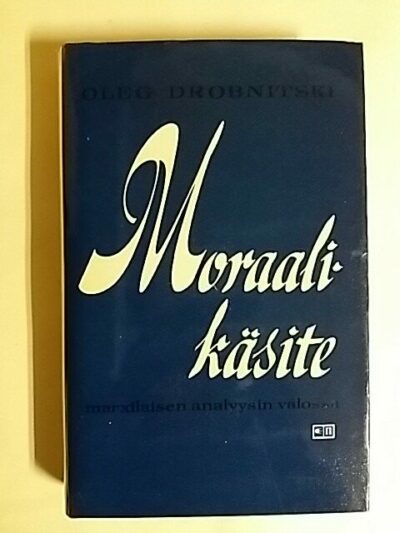 OLEG DROBNITSKI
Moraali-
käsite
marxilaisen analyysin valossa